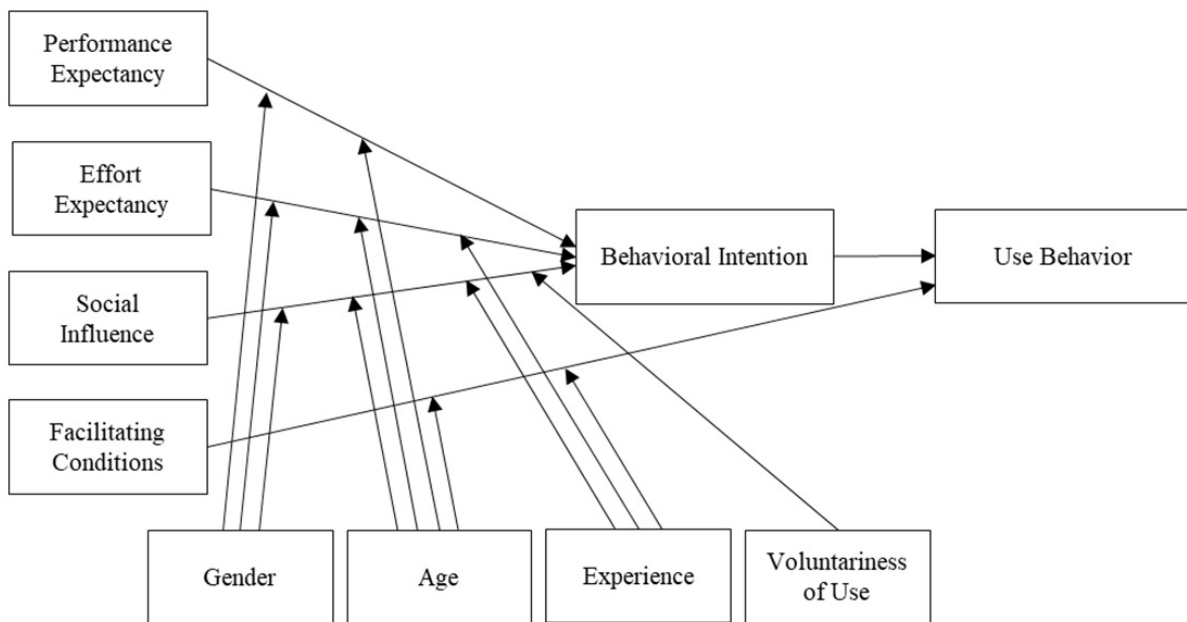 Performance
Expectancy
Effort
Expectancy
Social
Influence
Facilitating
Conditions
Behavioral Intention
Use Behavior
Gender
Age
Experience
Voluntariness
of Use